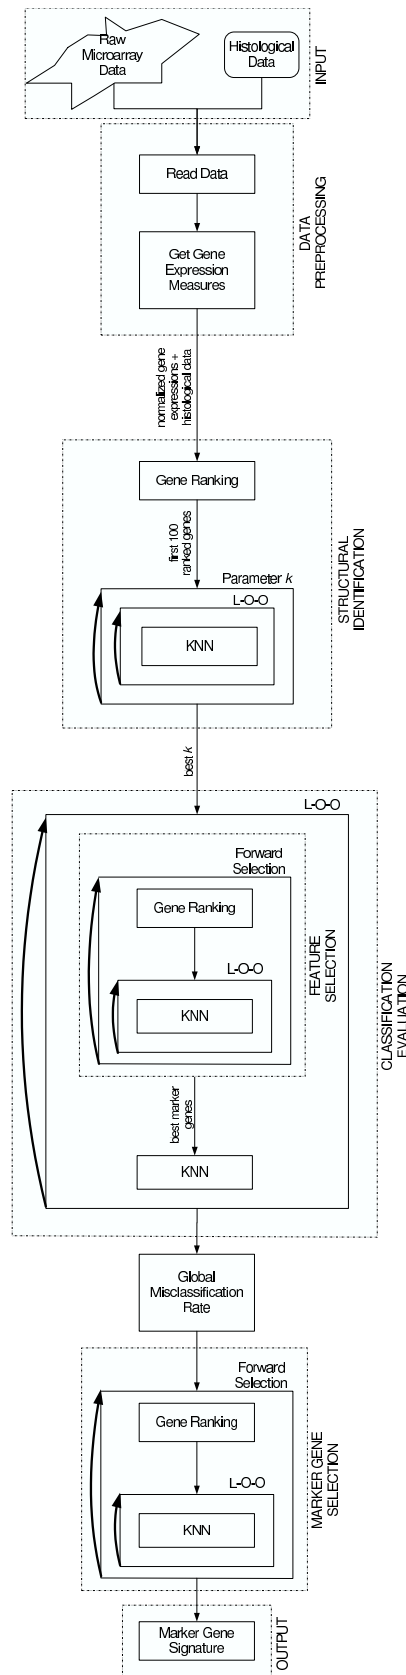 Raw
Microarray
Data
Histological
Data
INPUT
Read Data
Get Gene
Expression
Measures
DATA
PREPROCESSING
normalized gene
expressions +
histological data
Gene Ranking
first 100
ranked genes
Parameter k
L-O-O
KNN
STRUCTURAL
IDENTIFICATION
best k
L-O-O
Forward
Selection
Gene Ranking
L-O-O
KNN
FEATURE
SELECTION
best marker
genes
KNN
CLASSIFICATION
EVALUATION
Global
Misclassification
Rate
Forward
Selection
Gene Ranking
L-O-O
KNN
MARKER GENE
SELECTION
Marker Gene
Signature
OUTPUT